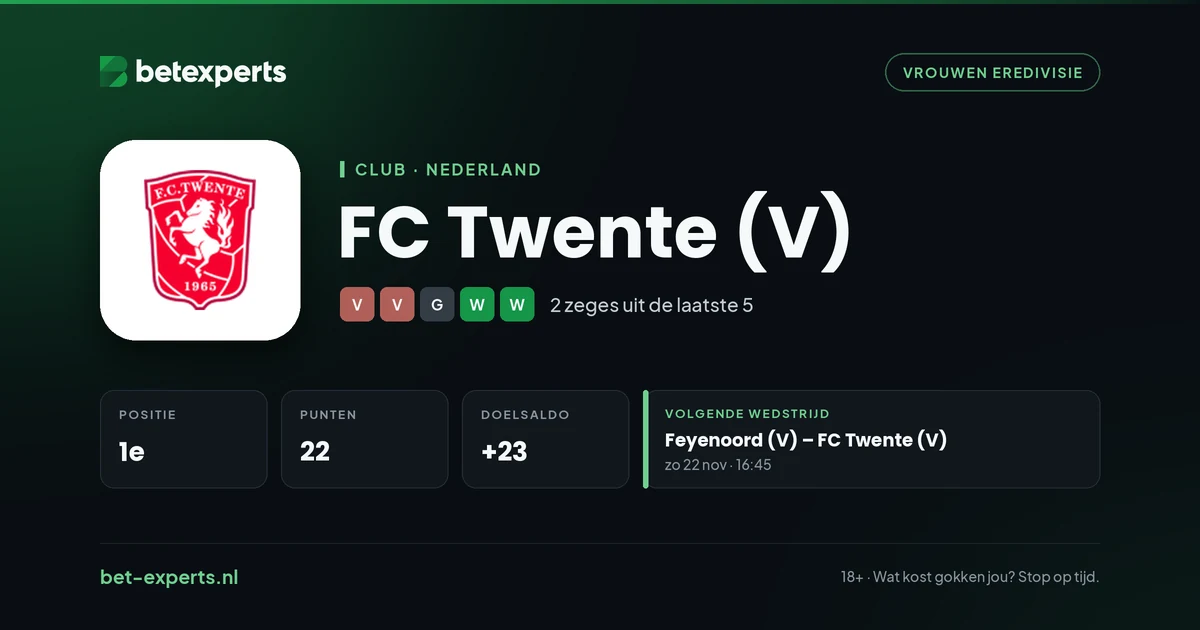 betexperts
VROUWEN EREDIVISIE
F.C.TWENTE
1965
CLUB · NEDERLAND
FC Twente (V)
V V G W W 2 zeges uit de laatste 5
POSITIE
1e
PUNTEN
22
DOELSALDO
+23
VOLGENDE WEDSTRIJD
Feyenoord (V) – FC Twente (V)
zo 22 nov · 16:45
bet-experts.nl
18+ · Wat kost gokken jou? Stop op tijd.